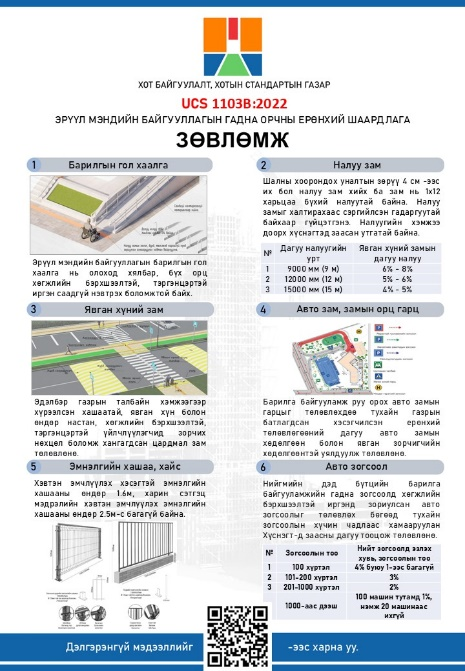 ХОТ БАЙГУУЛАЛТ, ХОТЫН СТАНДАРТЫН ГАЗАР
UCS 1103B:2022
ЭРҮҮЛ МЭНДИЙН БАЙГУУЛЛАГЫН ГАДНА ОРЧНЫ ЕРӨНХИЙ ШААРДЛАГА
ЗӨВЛӨМЖ
1 Барилгын гол хаалга
Эрүүл мэндийн байгууллагын барилгын гол
хаалга нь олоход хялбар, бүх орц
хөгжлийн бэрхшээлтэй, тэргэнцэртэй
иргэн саадгүй нэвтрэх боломжтой байх.
2 Налуу зам
Шалны хоорондох уналтын зөрүү 4 см -ээс
их бол налуу зам хийх ба зам нь 1х12
харьцаа бүхий налуутай байна. Налуу
замыг халтирахаас сэргийлсэн гадаргуутай
байхаар гүйцэтгэнэ. Налуугийн хэмжээ
доорх хүснэгтэд заасан утгатай байна.
№ Дагуу налуугийн урт Явган хүний замын дагуу налуу
1 9000 мм (9 м) 6% - 8%
2 12000 мм (12 м) 5% - 6%
3 15000 мм (15 м) 4% - 5%
3 Явган хүний зам
Эдэлбэр газрын талбайн хэмжээгээр
хүрээлсэн хашаатай, явган хүн болон
өндөр настан, хөгжлийн бэрхшээлтэй,
тэргэнцэртэй үйлчлүүлэгчид зорчих
нөхцөл боломж хангагдсан цардмал зам
төлөвлөнө.
4 Авто зам, замын орц гарц
Барилга байгууламж руу орох авто замын
гарцыг төлөвлөхдөө тухайн газрын
батлагдсан хэсэгчилсэн ерөнхий
төлөвлөгөөний дагуу авто замын
хөдөлгөөн болон явган зорчигчийн
хөдөлгөөнтэй уялдуулж төлөвлөнө.
5 Эмнэлгийн хашаа, хайс
Хэвтэн эмчлүүлэх хэсэгтэй эмнэлгийн
хашааны өндөр 1.6м, харин сэтгэц
мэдрэлийн хэвтэн эмчлүүлэх эмнэлгийн
хашааны өндөр 2.5м-с багагүй байна.
6 Авто зогсоол
Нийгмийн дэд бүтцийн барилга
байгууламжийн гадна зогсоолд хөгжлийн
бэрхшээлтэй иргэнд зориулсан авто
зогсоолыг төлөвлөх бөгөөд тухайн
зогсоолын хүчин чадлаас хамааруулан
Хүснэгт-д заасны дагуу тооцож төлөвлөнө.
№ Зогсоолын тоо Нийт зогсоолд эзлэх хувь, зогсоолын тоо
1 100 хүртэл 4% буюу 1-ээс багагүй
2 101-200 хүртэл 3%
3 201-1000 хүртэл 2%
1000-аас дээш 100 машин тутамд 1%, нэмж 20 машинаас ихгүй
Дэлгэрэнгүй мэдээллийг -ээс харна уу.